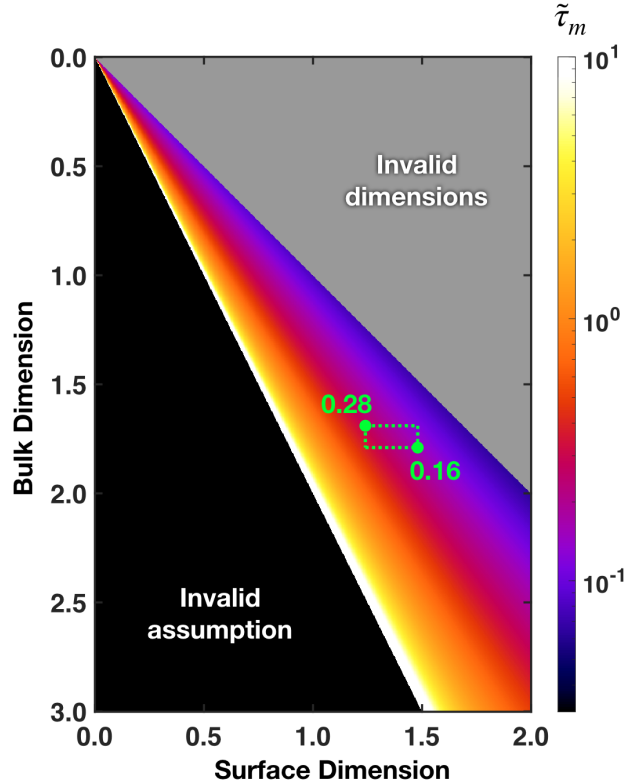 τ̃ₘ
0.0
0.5
1.0
1.5
2.0
2.5
3.0
Bulk Dimension
Invalid
dimensions
0.28
0.16
Invalid
assumption
0.0 0.5 1.0 1.5 2.0
Surface Dimension
10¹
10⁰
10⁻¹